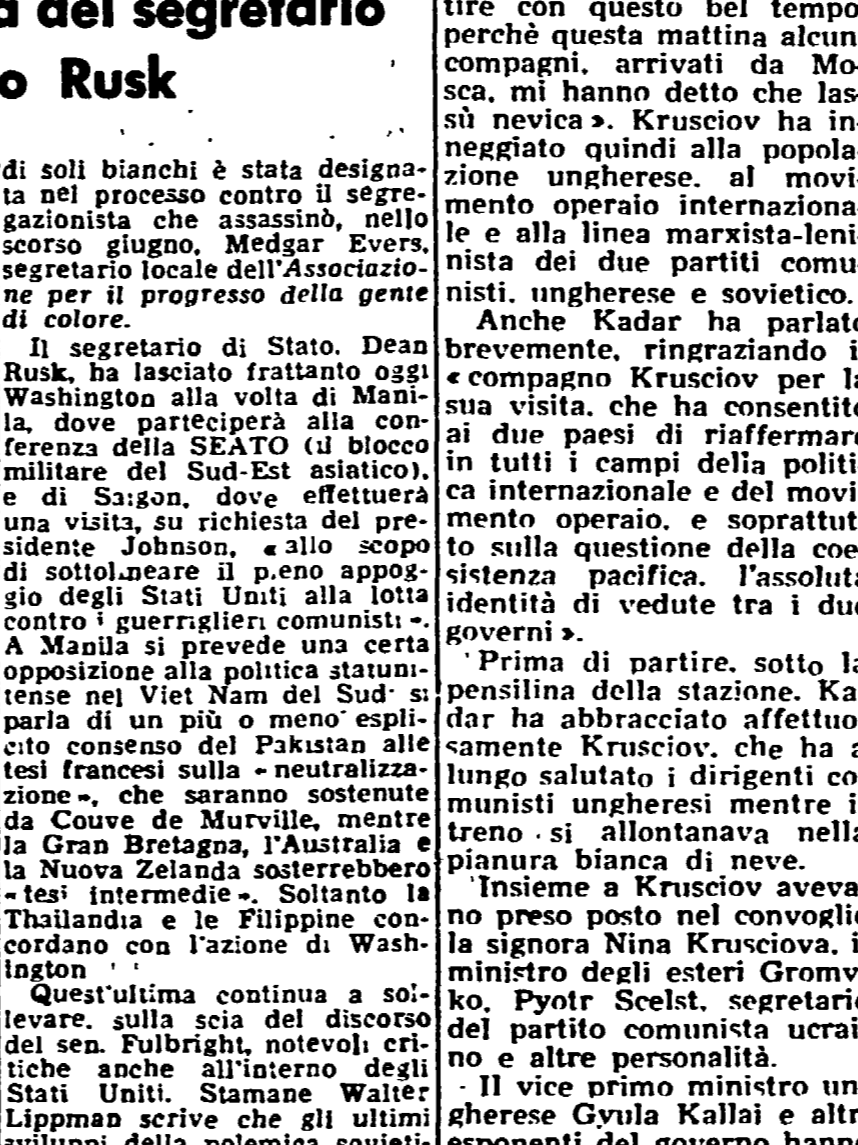 a del segretario
o Rusk
di soli bianchi è stata designa-
ta nel processo contro il segre-
gazionista che assassinò, nello
scorso giugno, Medgar Evers,
segretario locale dell'Associazio-
ne per il progresso della gente
di colore.
Il segretario di Stato, Dean
Rusk, ha lasciato frattanto oggi
Washington alla volta di Mani-
la, dove parteciperà alla con-
ferenza della SEATO (il blocco
militare del Sud-Est asiatico),
e di Saigon, dove effettuerà
una visita, su richiesta del pre-
sidente Johnson, « allo scopo
di sottolineare il pieno appog-
gio degli Stati Uniti alla lotta
contro i guerriglieri comunisti ».
A Manila si prevede una certa
opposizione alla politica statuni-
tense nel Viet Nam del Sud: si
parla di un più o meno espli-
cito consenso del Pakistan alle
tesi francesi sulla « neutralizza-
zione », che saranno sostenute
da Couve de Murville, mentre
la Gran Bretagna, l'Australia e
la Nuova Zelanda sosterrebbero
« tesi intermedie ». Soltanto la
Thailandia e le Filippine con-
cordano con l'azione di Wash-
ington
Quest'ultima continua a sol-
levare, sulla scia del discorso
del sen. Fulbright, notevoli cri-
tiche anche all'interno degli
Stati Uniti. Stamane Walter
Lippman scrive che gli ultimi
sviluppi della polemica sovieti-
tire con questo bel tempo
perchè questa mattina alcun
compagni, arrivati da Mo-
sca, mi hanno detto che las-
sù nevica ». Krusciov ha in-
neggiato quindi alla popola-
zione ungherese, al movi-
mento operaio internaziona-
le e alla linea marxista-leni-
nista dei due partiti comu-
nisti, ungherese e sovietico.
Anche Kadar ha parlato
brevemente, ringraziando i
« compagno Krusciov per la
sua visita, che ha consentito
ai due paesi di riaffermare
in tutti i campi della politi-
ca internazionale e del movi-
mento operaio, e soprattut-
to sulla questione della coe-
sistenza pacifica, l'assoluta
identità di vedute tra i due
governi ».
Prima di partire, sotto la
pensilina della stazione, Ka-
dar ha abbracciato affettuo-
samente Krusciov, che ha a
lungo salutato i dirigenti co-
munisti ungheresi mentre i
treno si allontanava nella
pianura bianca di neve.
Insieme a Krusciov aveva-
no preso posto nel convoglio
la signora Nina Krusciova, i
ministro degli esteri Gromy-
ko, Pyotr Scelst, segretario
del partito comunista ucrai-
no e altre personalità.
Il vice primo ministro un-
gherese Gyula Kallai e altr
esponenti del governo hann